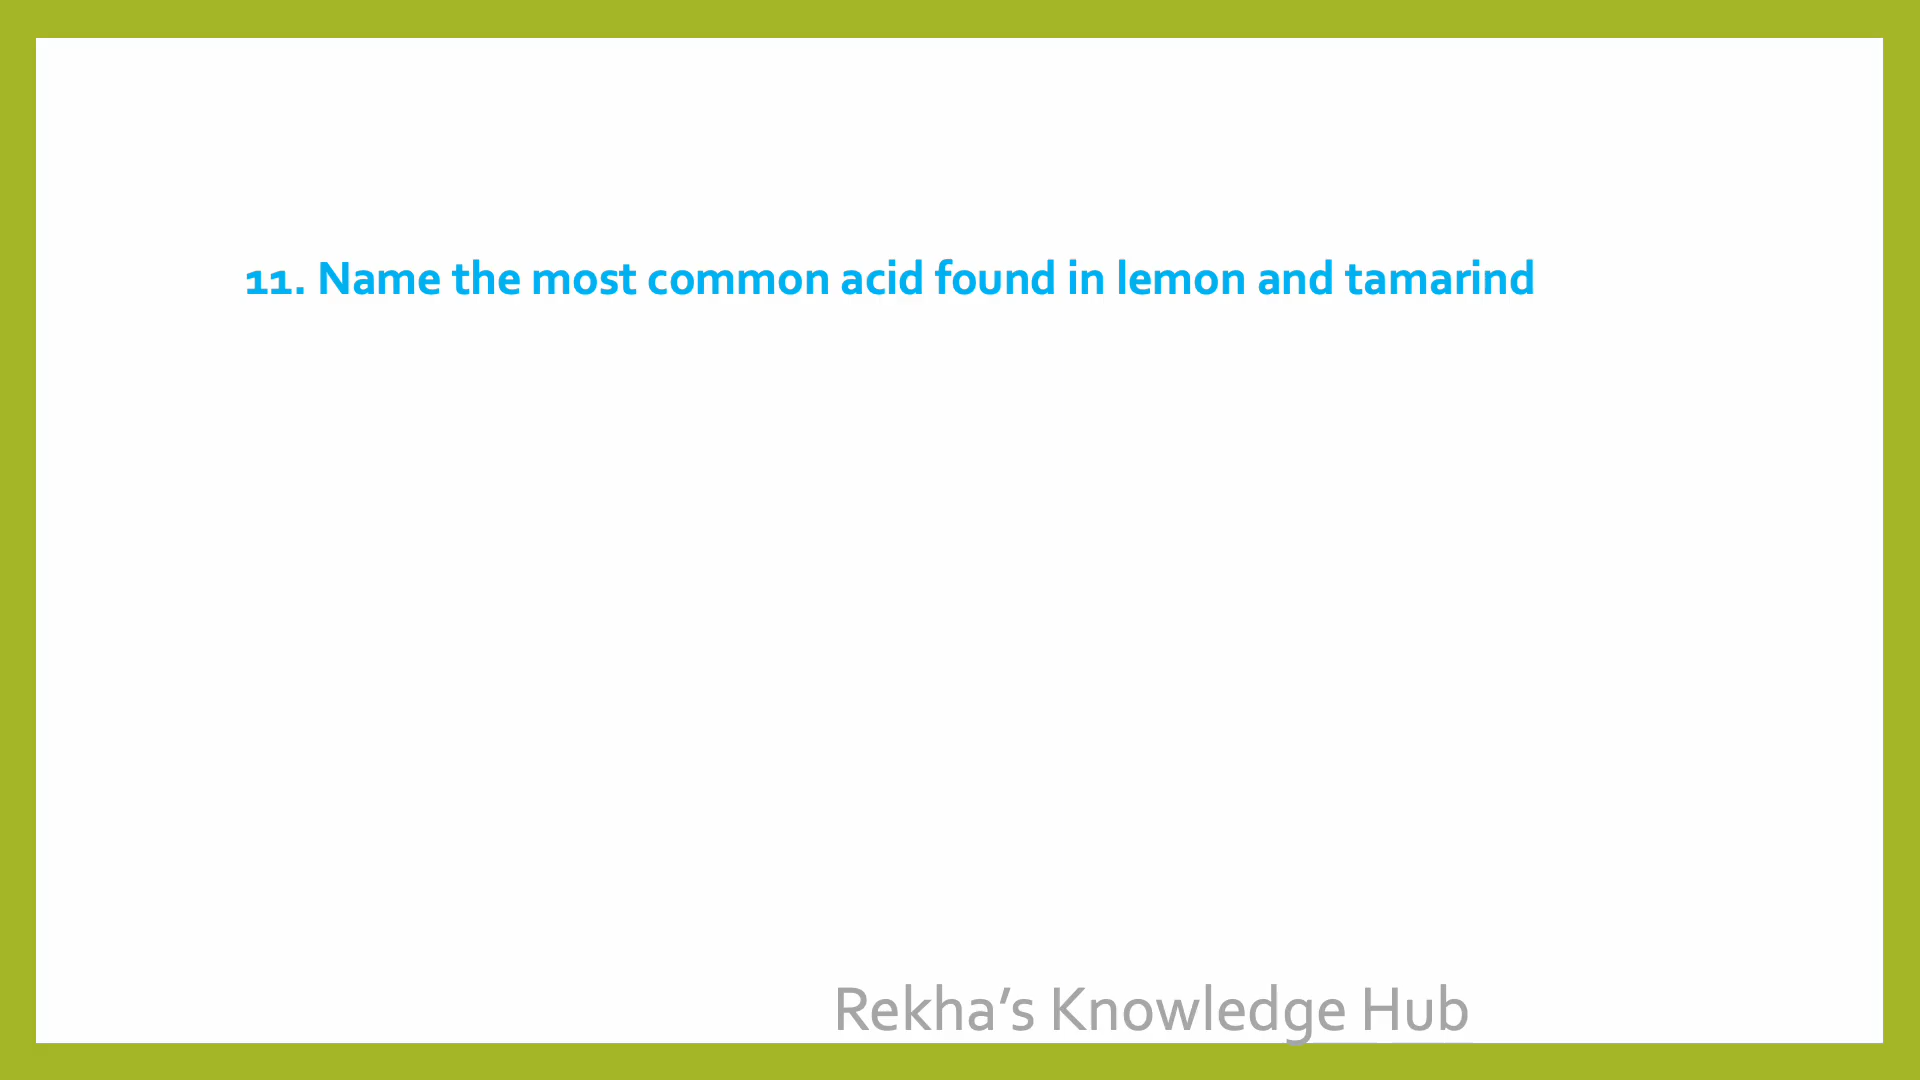 11. Name the most common acid found in lemon and tamarind
Rekha’s Knowledge Hub